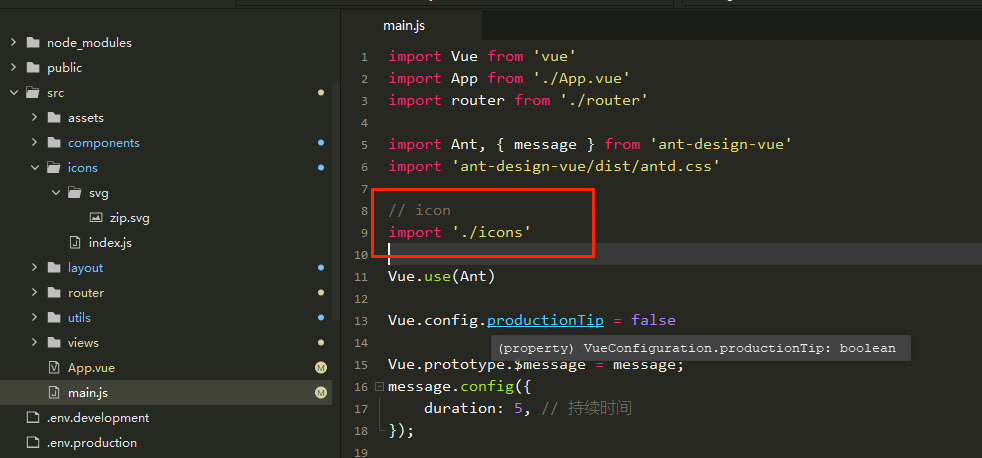 main.js
node_modules
public
src
assets
components
icons
svg
zip.svg
index.js
layout
router
utils
views
App.vue
M
main.js
M
.env.development
.env.production
1 import Vue from 'vue'
2 import App from './App.vue'
3 import router from './router'
4
5 import Ant, { message } from 'ant-design-vue'
6 import 'ant-design-vue/dist/antd.css'
7
8 // icon
9 import './icons'
10
11 Vue.use(Ant)
12
13 Vue.config.productionTip = false
14
(property) VueConfiguration.productionTip: boolean
15 Vue.prototype.$message = message;
16 message.config({
17 duration: 5, // 持续时间
18 });
19